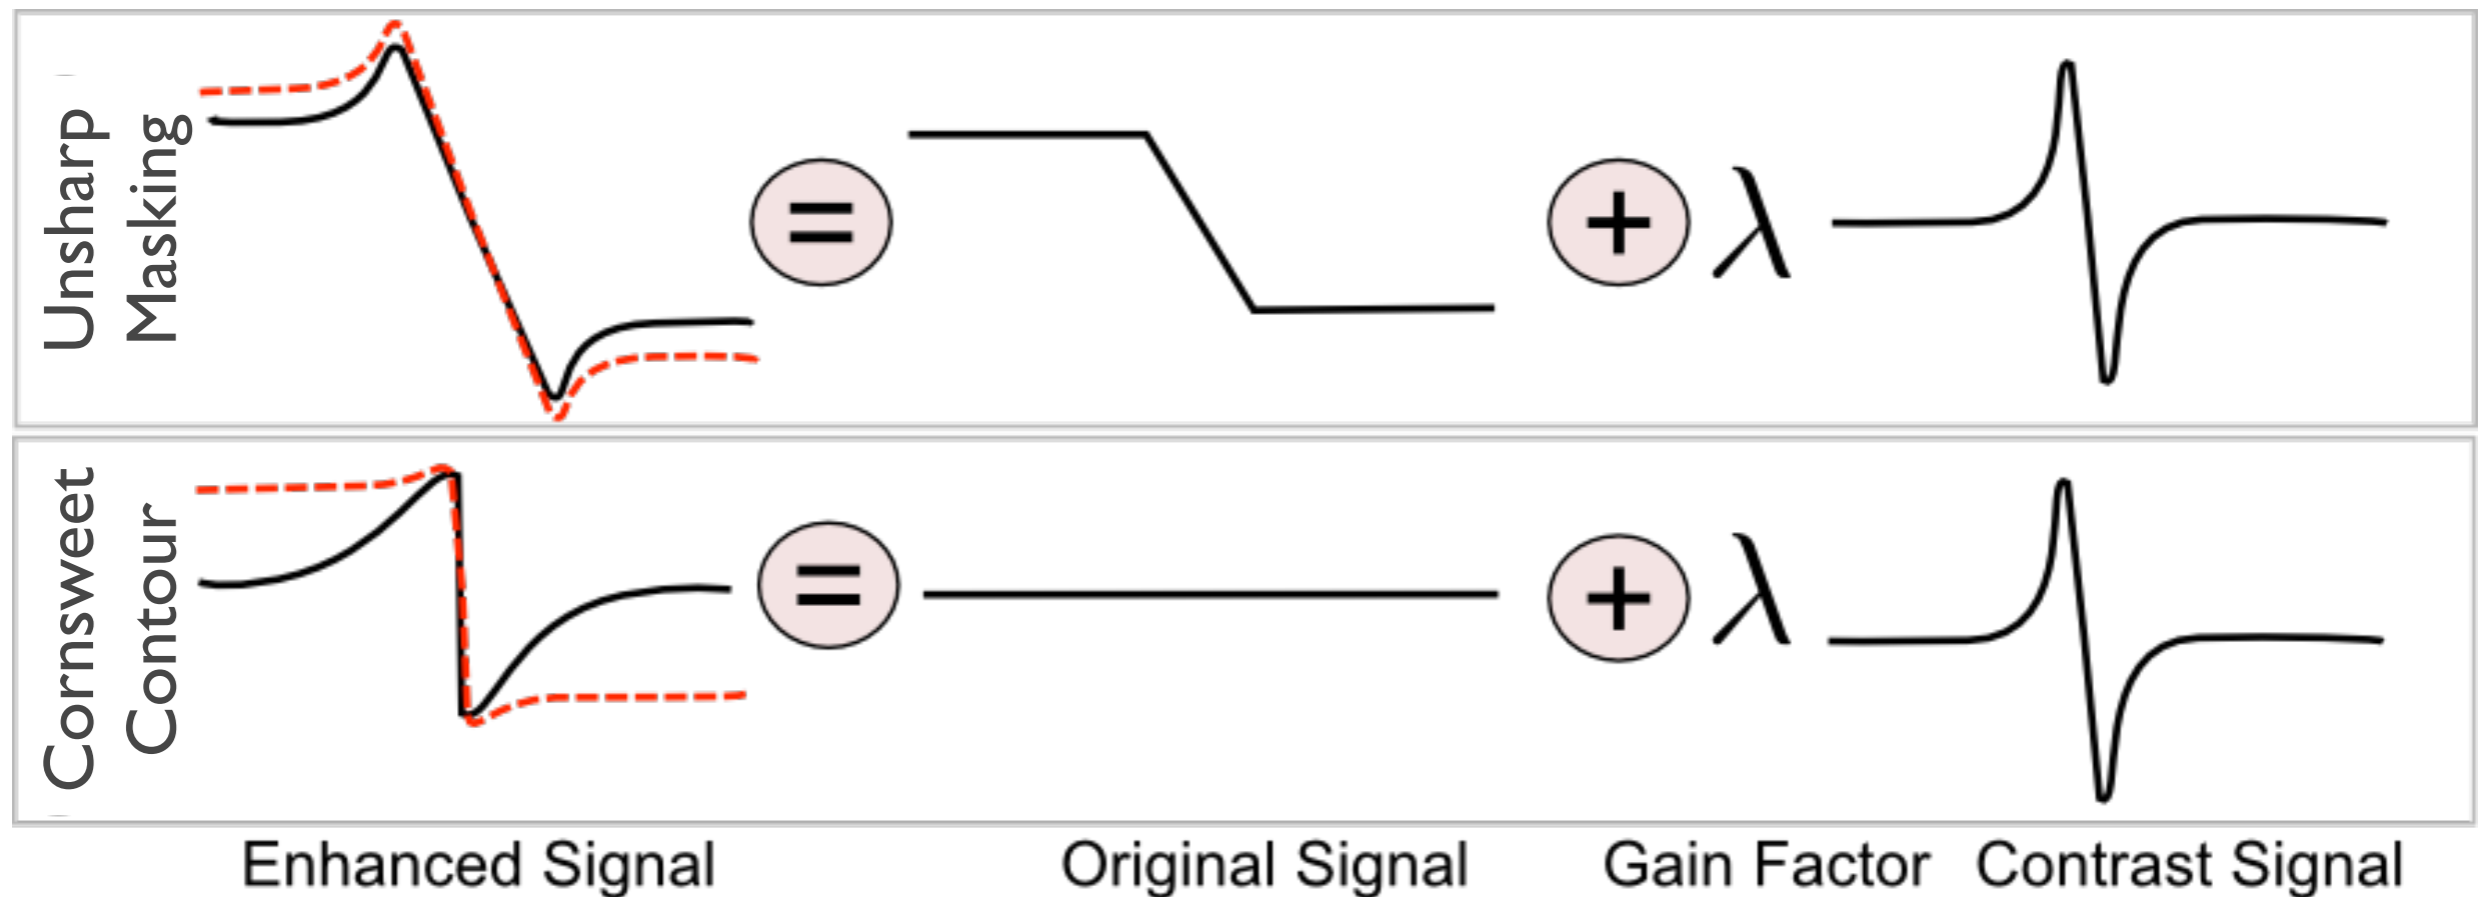 Unsharp
Masking
=
+ λ
Cornsweet
Contour
=
+ λ
Enhanced Signal
Original Signal
Gain Factor
Contrast Signal